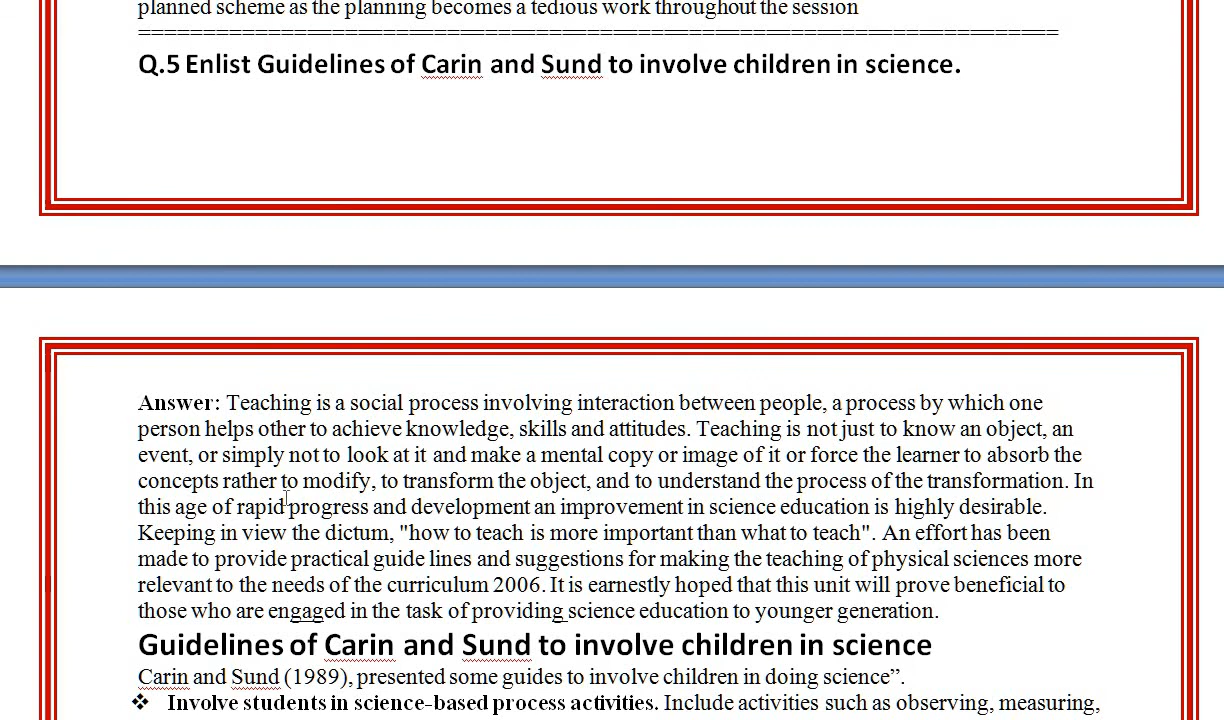 planned scheme as the planning becomes a tedious work throughout the session
================================================================================
Q.5 Enlist Guidelines of Carin and Sund to involve children in science.
Answer: Teaching is a social process involving interaction between people, a process by which one
person helps other to achieve knowledge, skills and attitudes. Teaching is not just to know an object, an
event, or simply not to look at it and make a mental copy or image of it or force the learner to absorb the
concepts rather to modify, to transform the object, and to understand the process of the transformation. In
this age of rapid progress and development an improvement in science education is highly desirable.
Keeping in view the dictum, "how to teach is more important than what to teach". An effort has been
made to provide practical guide lines and suggestions for making the teaching of physical sciences more
relevant to the needs of the curriculum 2006. It is earnestly hoped that this unit will prove beneficial to
those who are engaged in the task of providing science education to younger generation.
Guidelines of Carin and Sund to involve children in science
Carin and Sund (1989), presented some guides to involve children in doing science”.
❖ Involve students in science-based process activities. Include activities such as observing, measuring,